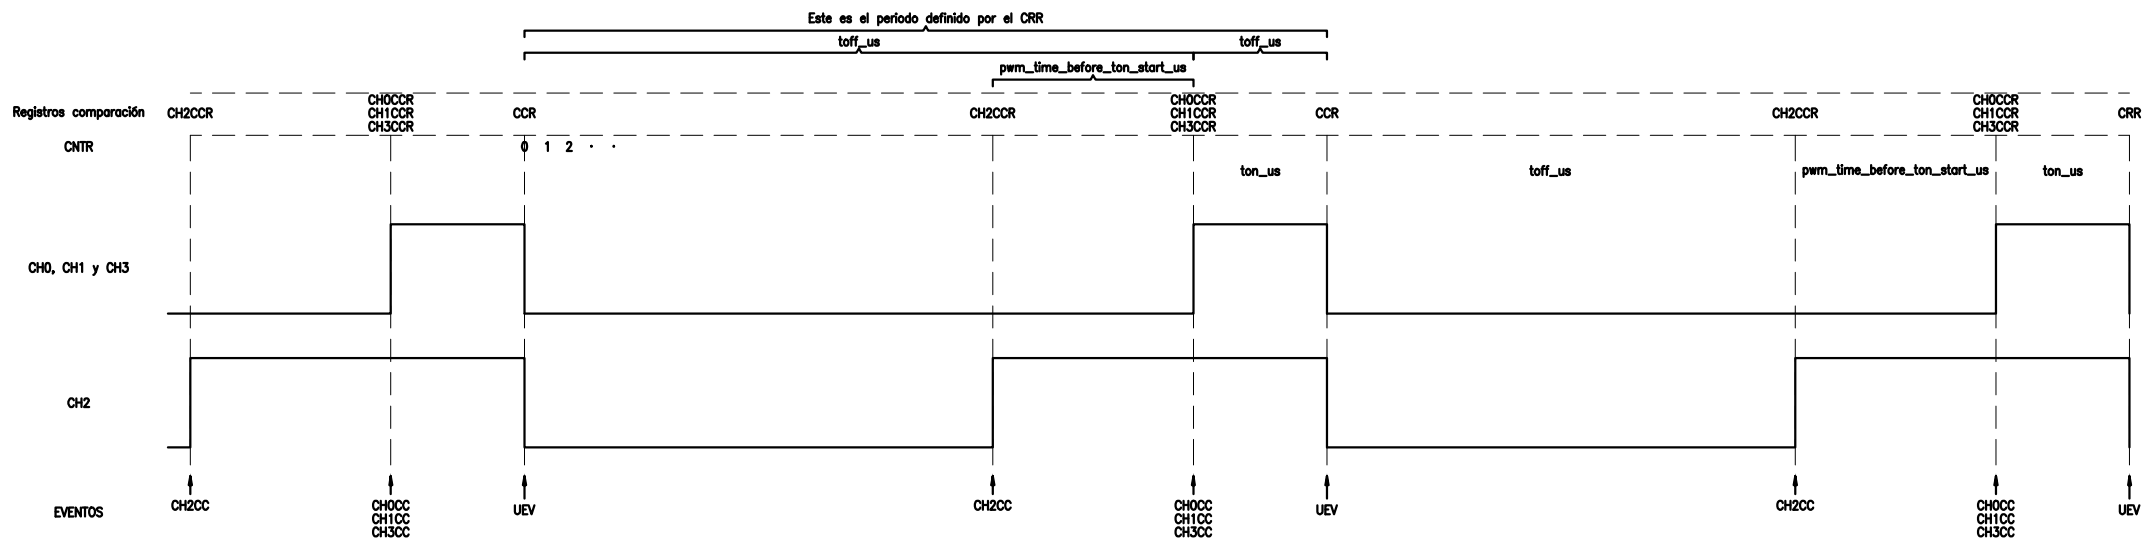 Este es el periodo definido por el CRR
toff_us toff_us
pwm_time_before_ton_start_us
Registros comparación CH2CCR CH0CCR CCR CH2CCR CH0CCR CCR CH2CCR CH0CCR CRR
CH1CCR CH1CCR CH1CCR
CH3CCR CH3CCR CH3CCR
CNTR 0 1 2 · ·
ton_us toff_us pwm_time_before_ton_start_us ton_us
CH0, CH1 y CH3
CH2
EVENTOS CH2CC CH0CC UEV CH2CC CH0CC UEV CH2CC CH0CC UEV
CH1CC CH1CC CH1CC
CH3CC CH3CC CH3CC